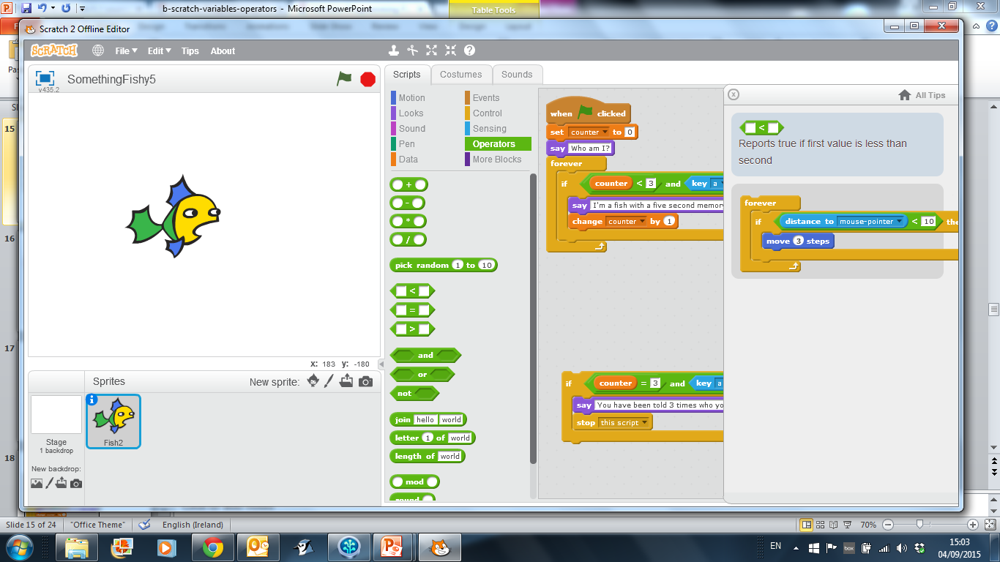 b-scratch-variables-operators - Microsoft PowerPoint
Table Tools
Scratch 2 Offline Editor
SCRATCH File Edit Tips About
SomethingFishy5
v435.2
Scripts Costumes Sounds
Motion Events
Looks Control
Sound Sensing
Pen Operators
Data More Blocks
+
-
*
/
pick random 1 to 10
<
=
>
and
or
not
join hello world
letter 1 of world
length of world
mod
when clicked
set counter to 0
say Who am I?
forever
if counter < 3 and key a
say I'm a fish with a five second memory
change counter by 1
if counter = 3 and key a
say You have been told 3 times who yo
stop this script
x All Tips
<
Reports true if first value is less than
second
forever
if distance to mouse-pointer < 10 the
move 3 steps
x: 183 y: -180
Sprites New sprite:
Stage
1 backdrop
New backdrop:
i
Fish2
15
16
17
18
Slide 15 of 24 "Office Theme" English (Ireland) 70%
EN box 15:03
04/09/2015